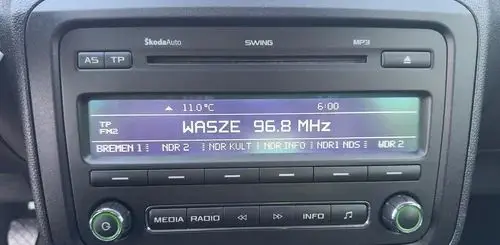 ŠkodaAuto SWING MP3
AS TP
11.0°C 6:00
TP
FM2
WASZE 96.8 MHz
BREMEN 1 NDR 2 NDR KULT NDR INFO NDR1 NDS WDR 2
MEDIA RADIO INFO